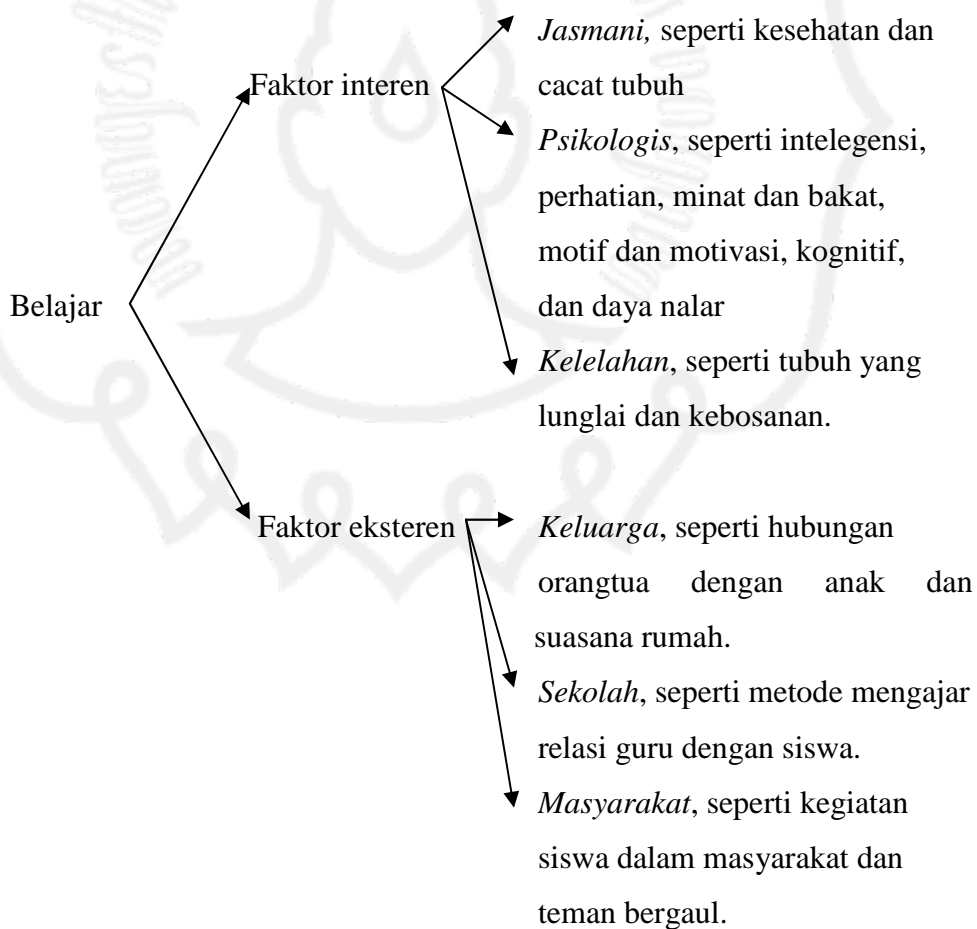 Jasmani, seperti kesehatan dan
Faktor interen
cacat tubuh
Psikologis, seperti intelegensi,
perhatian, minat dan bakat,
motif dan motivasi, kognitif,
Belajar
dan daya nalar
Kelelahan, seperti tubuh yang
lunglai dan kebosanan.
Faktor eksteren
Keluarga, seperti hubungan
orangtua dengan anak dan
suasana rumah.
Sekolah, seperti metode mengajar
relasi guru dengan siswa.
Masyarakat, seperti kegiatan
siswa dalam masyarakat dan
teman bergaul.